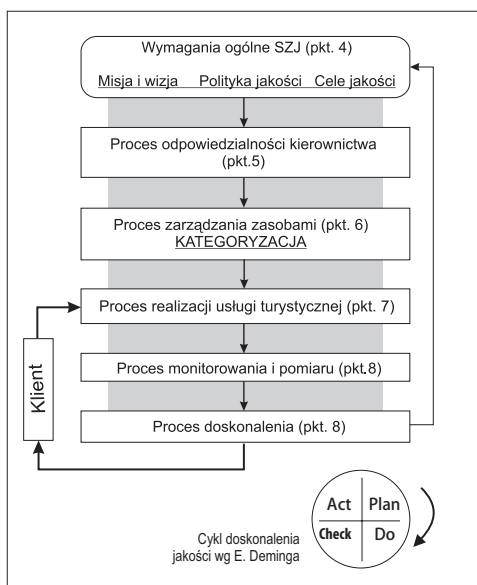 Wymagania ogólne SZJ (pkt. 4)
Misja i wizja Polityka jakości Cele jakości
Proces odpowiedzialności kierownictwa
(pkt.5)
Proces zarządzania zasobami (pkt. 6)
KATEGORYZACJA
Proces realizacji usługi turystycznej (pkt. 7)
Proces monitorowania i pomiaru (pkt.8)
Proces doskonalenia (pkt. 8)
Klient
Act Plan
Check Do
Cykl doskonalenia
jakości wg E. Deminga